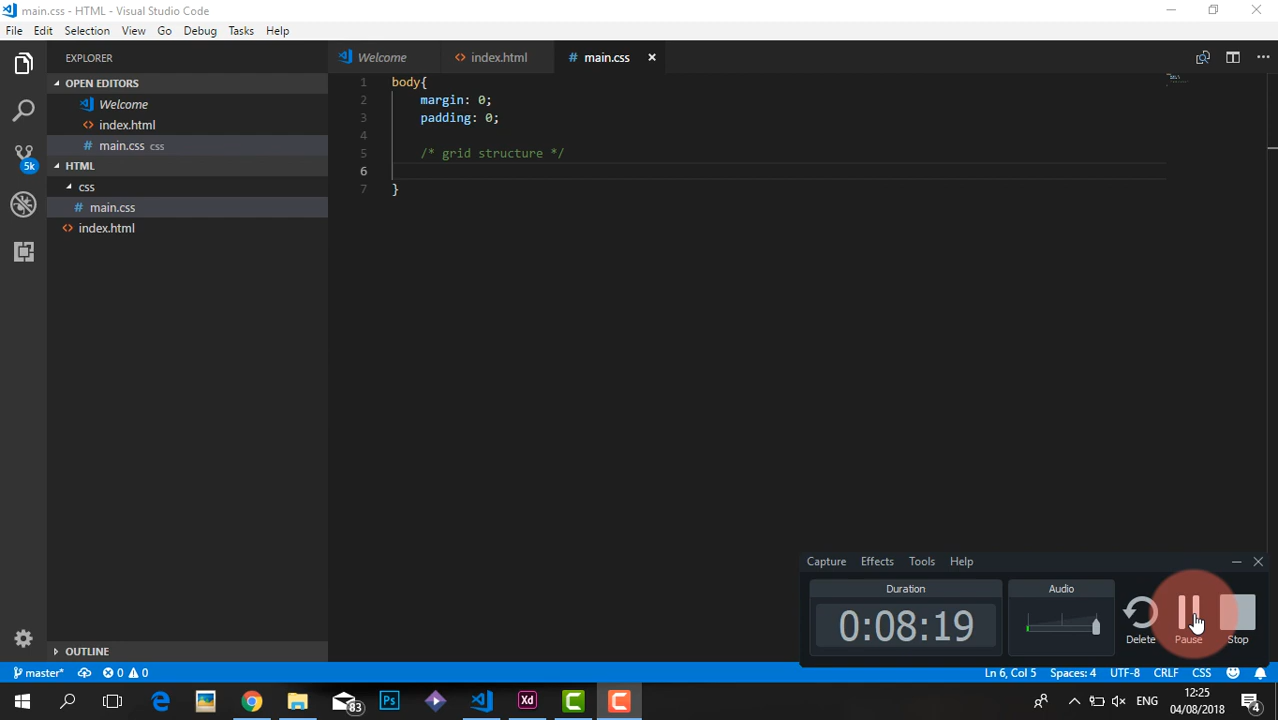 main.css - HTML - Visual Studio Code
File Edit Selection View Go Debug Tasks Help
EXPLORER
OPEN EDITORS
Welcome
index.html
main.css css
HTML
css
main.css
index.html
OUTLINE
5k
Welcome
index.html
main.css
1 body{
2 margin: 0;
3 padding: 0;
4
5 /* grid structure */
6
7 }
Capture Effects Tools Help
Duration
0:08:19
Audio
Delete
Pause
Stop
master* 0 0
Ln 6, Col 5 Spaces: 4 UTF-8 CRLF CSS
83
Ps
Xd
ENG
12:25
04/08/2018
4